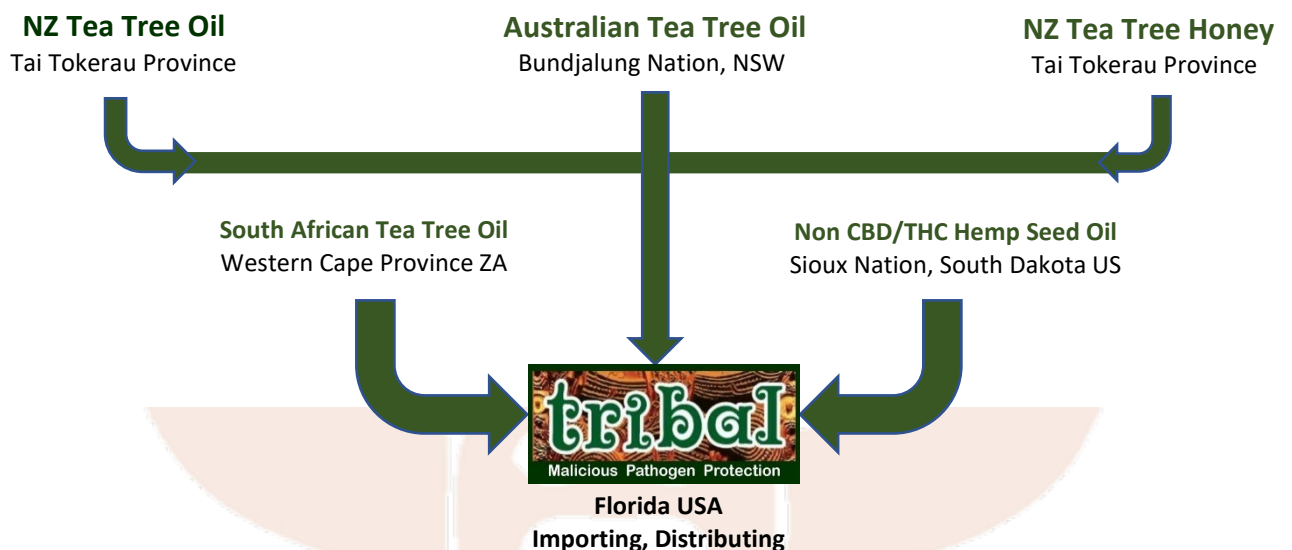 NZ Tea Tree Oil
Tai Tokerau Province
Australian Tea Tree Oil
Bundjalung Nation, NSW
NZ Tea Tree Honey
Tai Tokerau Province
South African Tea Tree Oil
Western Cape Province ZA
Non CBD/THC Hemp Seed Oil
Sioux Nation, South Dakota US
tribal
Malicious Pathogen Protection
Florida USA
Importing, Distributing